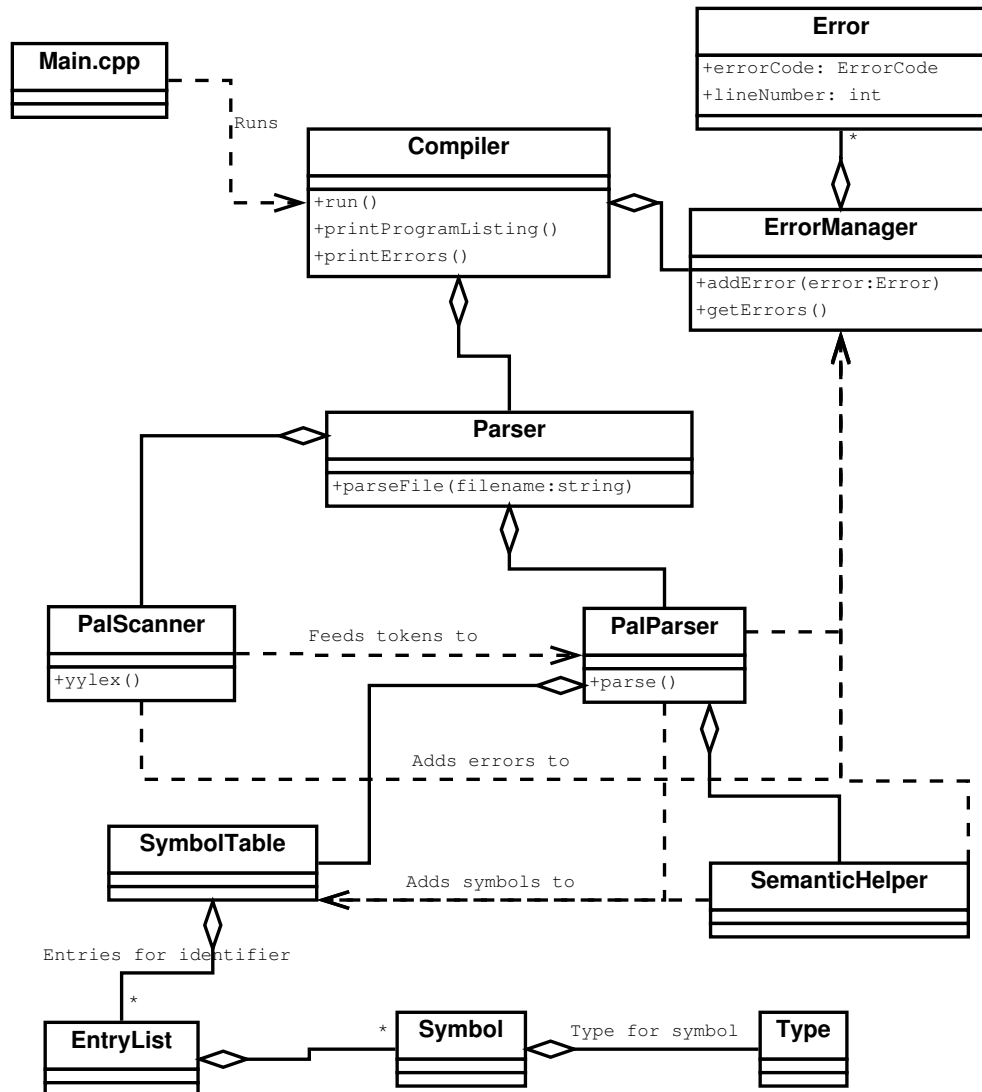 Error
+errorCode: ErrorCode
+lineNumber: int
*
Main.cpp
Runs
Compiler
+run()
+printProgramListing()
+printErrors()
ErrorManager
+addError(error:Error)
+getErrors()
Parser
+parseFile(filename:string)
PalScanner
+yylex()
Feeds tokens to
PalParser
+parse()
Adds errors to
SymbolTable
Adds symbols to
SemanticHelper
Entries for identifier
*
EntryList
*
Symbol
Type for symbol
Type